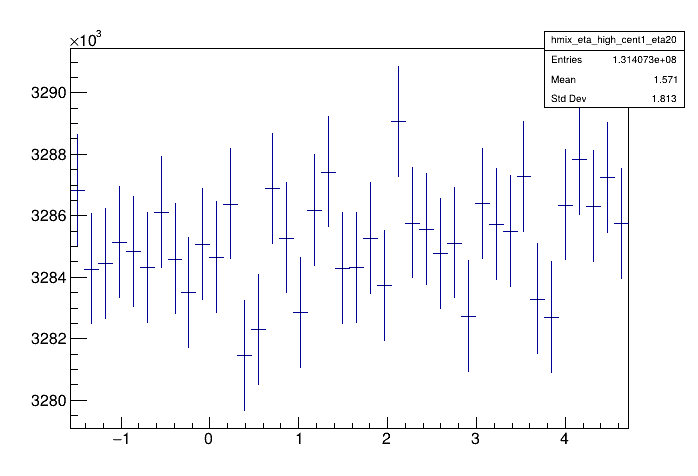 ×10³
hmix_eta_high_cent1_eta20
Entries 1.314073e+08
Mean 1.571
Std Dev 1.813
3290
3288
3286
3284
3282
3280
−1 0 1 2 3 4